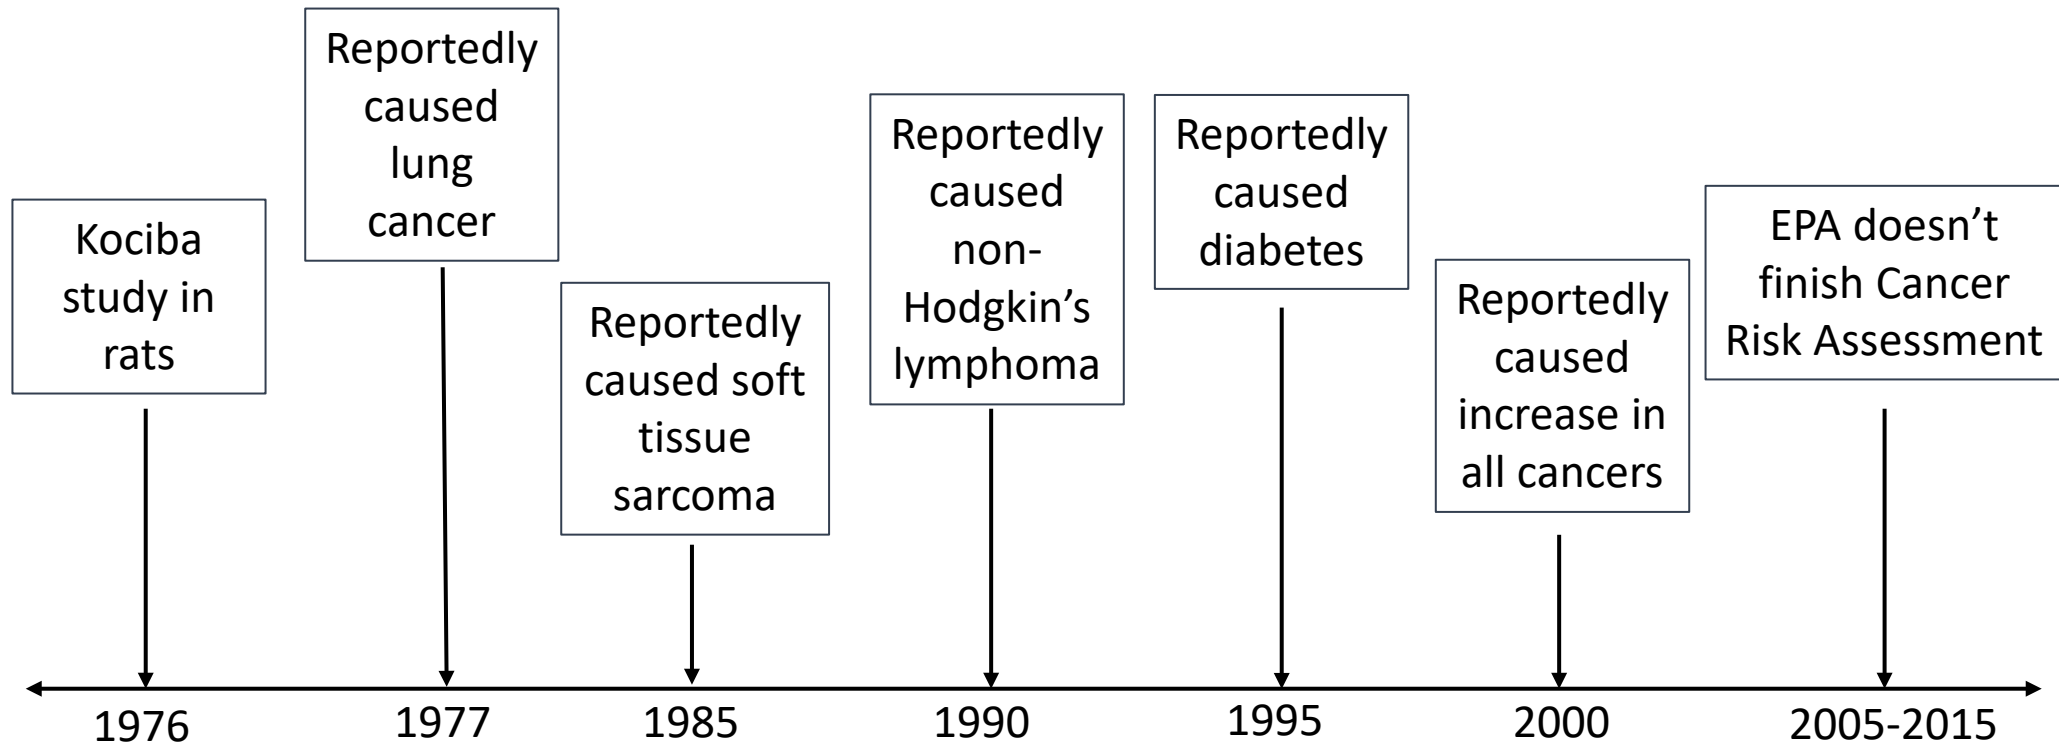 Kociba
study in
rats
Reportedly
caused
lung
cancer
Reportedly
caused soft
tissue
sarcoma
Reportedly
caused
non-
Hodgkin’s
lymphoma
Reportedly
caused
diabetes
Reportedly
caused
increase in
all cancers
EPA doesn’t
finish Cancer
Risk Assessment
1976
1977
1985
1990
1995
2000
2005-2015